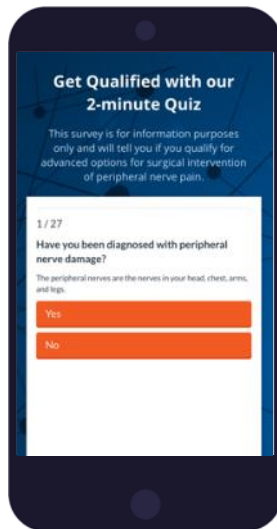 Get Qualified with our
2-minute Quiz
This survey is for information purposes
only and will tell you if you qualify for
advanced options for surgical intervention
of peripheral nerve pain.
1 / 27
Have you been diagnosed with peripheral
nerve damage?
The peripheral nerves are the nerves in your head, chest, arms,
and legs.
Yes
No